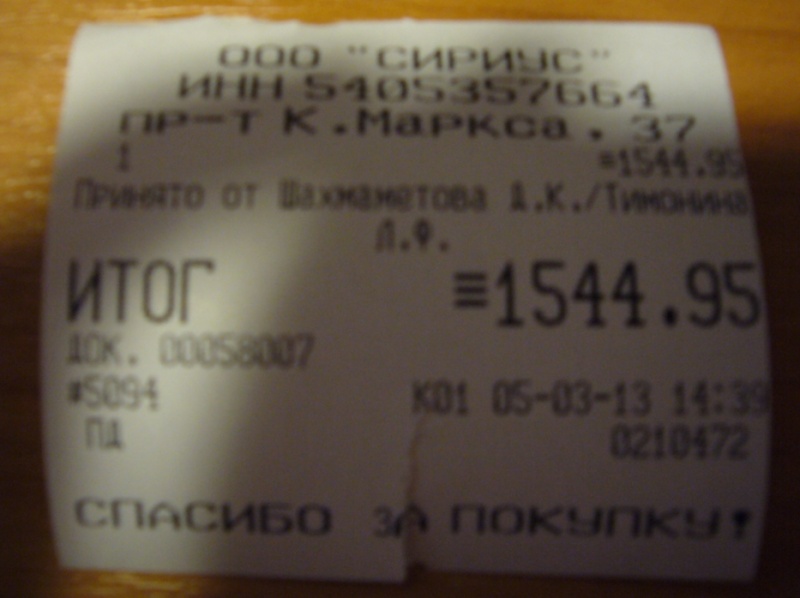 ООО "СИРИУС"
ИНН 5405357664
ПР-Т К.Маркса. 37
1 =1544.95
Принято от Шахмаметова Д.К./Тимонина
Л.Ф.
ИТОГ ≡1544.95
ДОК. 00058007
#5094 К01 05-03-13 14:39
ПД 0210472
СПАСИБО ЗА ПОКУПКУ!